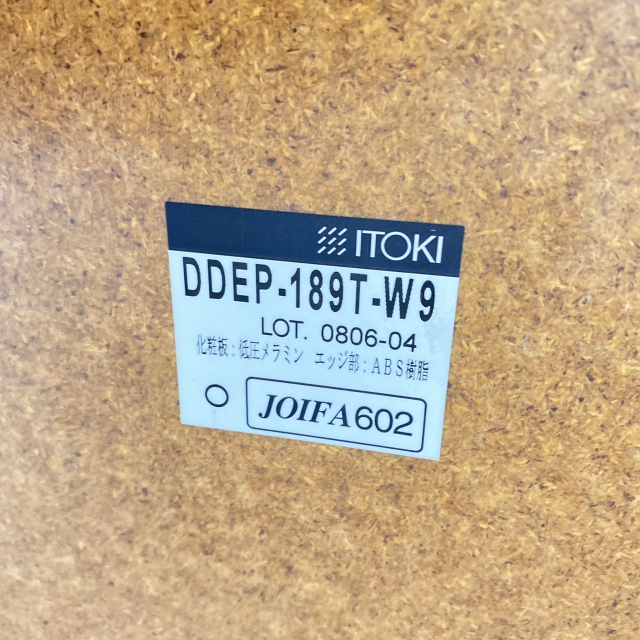 ITOKI
DDEP-189T-W9
LOT. 0806-04
化粧板：低圧メラミン エッジ部：ABS樹脂
○ JOIFA602